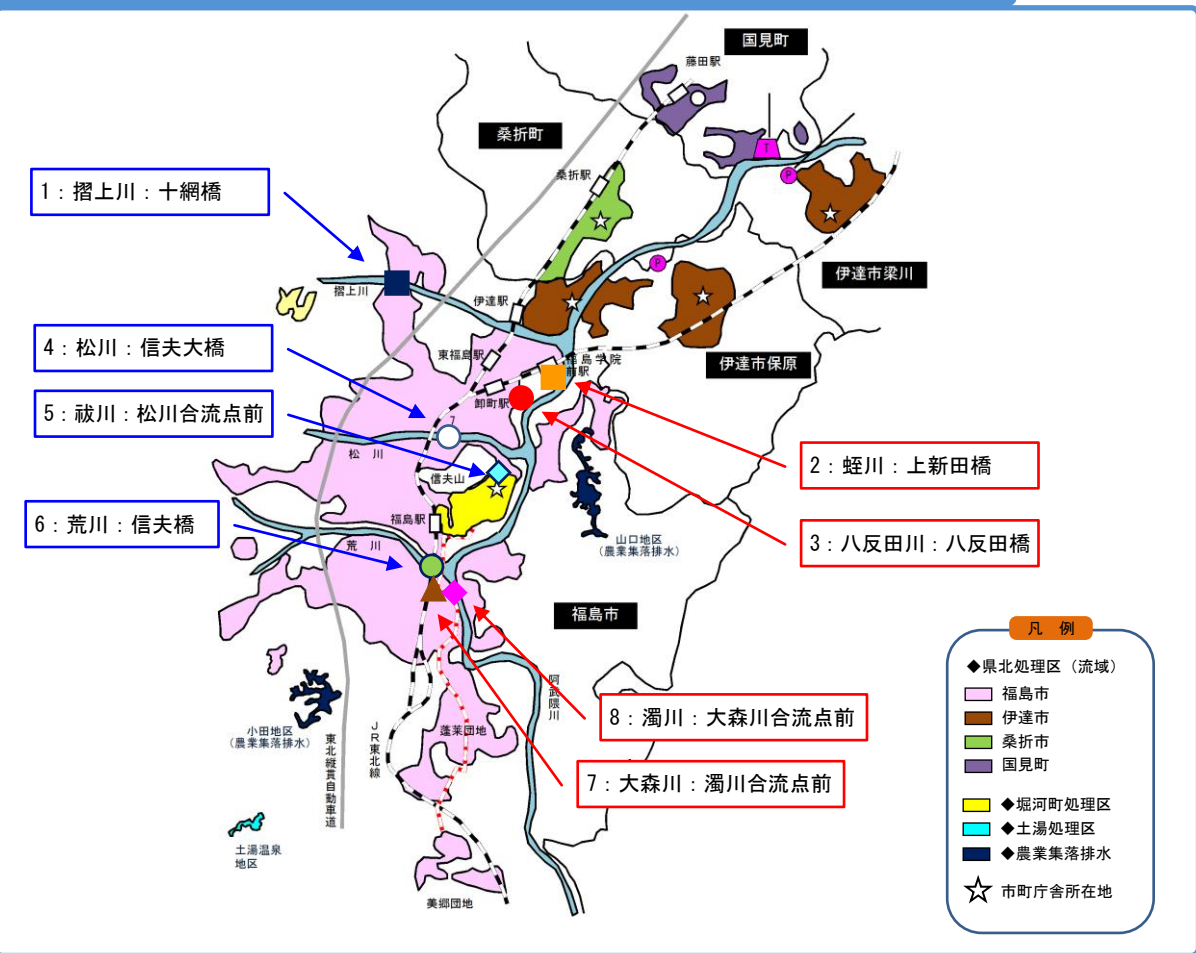 国見町
藤田駅
桑折町
T
桑折駅
P
1：摺上川：十網橋
P
伊達市梁川
摺上川
伊達駅
4：松川：信夫大橋
東福島駅
福島学院
前駅
伊達市保原
卸町駅
5：祓川：松川合流点前
7
松川
信夫山
2：蛭川：上新田橋
6：荒川：信夫橋
福島駅
荒川
山口地区
（農業集落排水）
3：八反田川：八反田橋
福島市
凡例
◆県北処理区（流域）
福島市
伊達市
桑折市
国見町
◆堀河町処理区
◆土湯処理区
◆農業集落排水
市町庁舎所在地
阿武隈川
8：濁川：大森川合流点前
小田地区
（農業集落排水）
東北縦貫自動車道
JR東北線
蓬莱団地
7：大森川：濁川合流点前
土湯温泉
地区
美郷団地